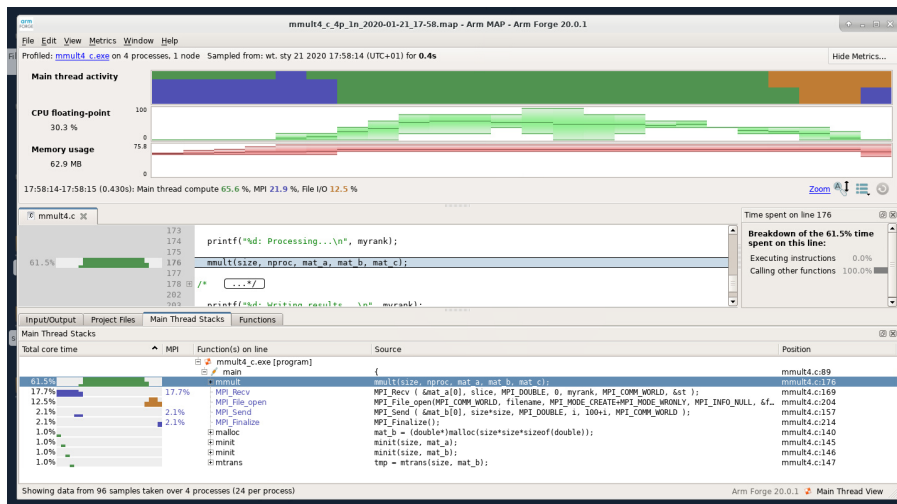 arm
FORGE
mmult4_c_4p_1n_2020-01-21_17-58.map - Arm MAP - Arm Forge 20.0.1
File Edit View Metrics Window Help
Profiled: mmult4_c.exe on 4 processes, 1 node Sampled from: wt. sty 21 2020 17:58:14 (UTC+01) for 0.4s
Hide Metrics...
Main thread activity
CPU floating-point
30.3 %
100
0
Memory usage
62.9 MB
75.8
0
17:58:14-17:58:15 (0.430s): Main thread compute 65.6 %, MPI 21.9 %, File I/O 12.5 %
Zoom
mmult4.c
Time spent on line 176
173
174 printf("%d: Processing...\n", myrank);
175
61.5% 176 mmult(size, nproc, mat_a, mat_b, mat_c);
177
178 /* ...*/
202
203 printf("%d: Writing results...\n", myrank);
Breakdown of the 61.5% time
spent on this line:
Executing instructions 0.0%
Calling other functions 100.0%
Input/Output Project Files Main Thread Stacks Functions
Main Thread Stacks
Total core time MPI Function(s) on line Source Position
mmult4_c.exe [program]
main { mmult4.c:89
61.5% mmult mmult(size, nproc, mat_a, mat_b, mat_c); mmult4.c:176
17.7% 17.7% MPI_Recv MPI_Recv ( &mat_a[0], slice, MPI_DOUBLE, 0, myrank, MPI_COMM_WORLD, &st ); mmult4.c:169
12.5% MPI_File_open MPI_File_open(MPI_COMM_WORLD, filename, MPI_MODE_CREATE+MPI_MODE_WRONLY, MPI_INFO_NULL, &f... mmult4.c:204
2.1% 2.1% MPI_Send MPI_Send ( &mat_b[0], size*size, MPI_DOUBLE, i, 100+i, MPI_COMM_WORLD ); mmult4.c:157
2.1% 2.1% MPI_Finalize MPI_Finalize(); mmult4.c:214
1.0% malloc mat_b = (double*)malloc(size*size*sizeof(double)); mmult4.c:140
1.0% minit minit(size, mat_a); mmult4.c:145
1.0% minit minit(size, mat_b); mmult4.c:146
1.0% mtrans tmp = mtrans(size, mat_b); mmult4.c:147
Showing data from 96 samples taken over 4 processes (24 per process)
Arm Forge 20.0.1 Main Thread View